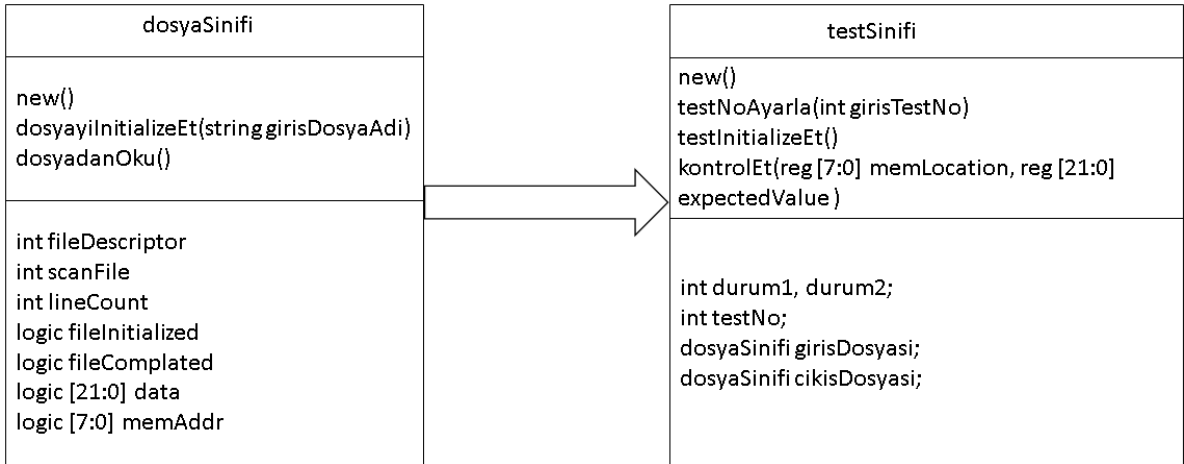 dosyaSinifi
new()
dosyayiInitializeEt(string girisDosyaAdi)
dosyadanOku()
int fileDescriptor
int scanFile
int lineCount
logic fileInitialized
logic fileComplated
logic [21:0] data
logic [7:0] memAddr
testSinifi
new()
testNoAyarla(int girisTestNo)
testInitializeEt()
kontrolEt(reg [7:0] memLocation, reg [21:0]
expectedValue )
int durum1, durum2;
int testNo;
dosyaSinifi girisDosyasi;
dosyaSinifi cikisDosyasi;